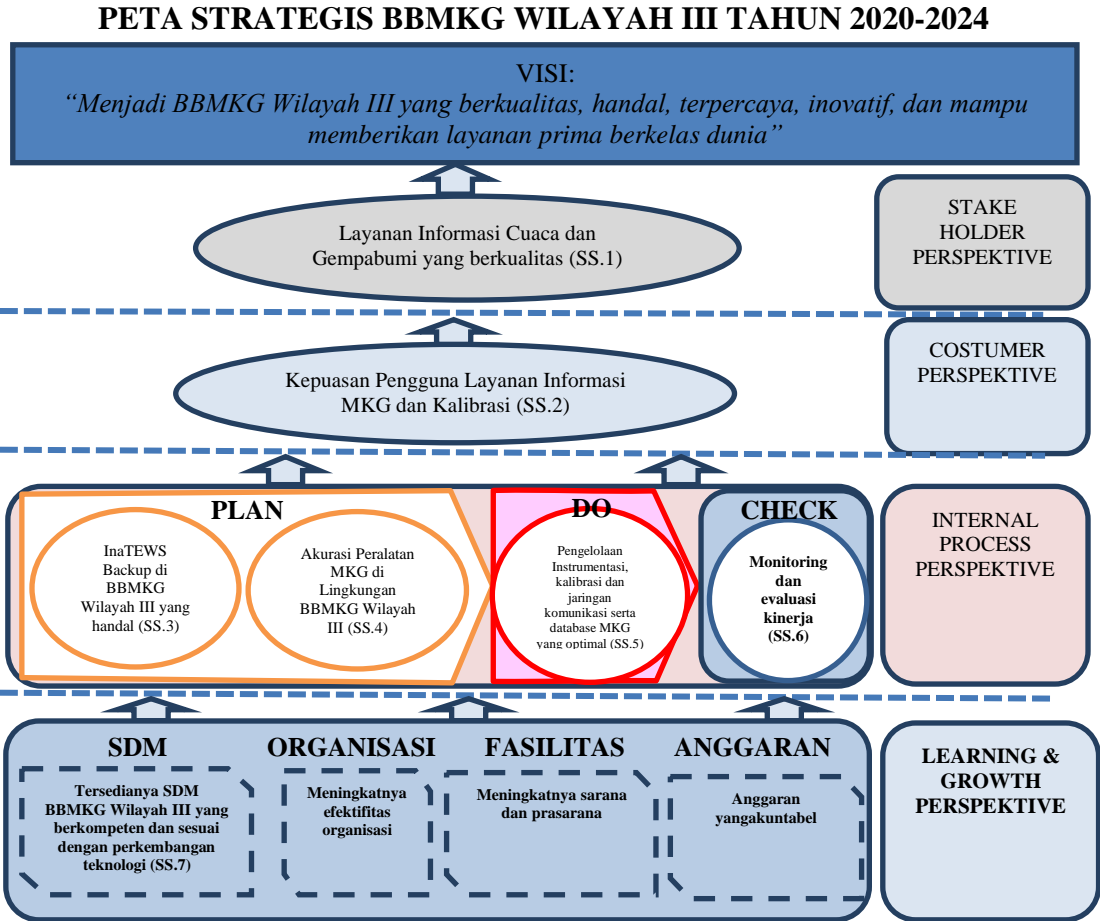 PETA STRATEGIS BBMKG WILAYAH III TAHUN 2020-2024
VISI:
“Menjadi BBMKG Wilayah III yang berkualitas, handal, terpercaya, inovatif, dan mampu
memberikan layanan prima berkelas dunia”
Layanan Informasi Cuaca dan
Gempabumi yang berkualitas (SS.1)
STAKE
HOLDER
PERSPEKTIVE
Kepuasan Pengguna Layanan Informasi
MKG dan Kalibrasi (SS.2)
COSTUMER
PERSPEKTIVE
PLAN
InaTEWS
Backup di
BBMKG
Wilayah III yang
handal (SS.3)
Akurasi Peralatan
MKG di
Lingkungan
BBMKG Wilayah
III (SS.4)
DO
Pengelolaan
Instrumentasi,
kalibrasi dan
jaringan
komunikasi serta
database MKG
yang optimal (SS.5)
CHECK
Monitoring
dan
evaluasi
kinerja
(SS.6)
INTERNAL
PROCESS
PERSPEKTIVE
SDM
Tersedianya SDM
BBMKG Wilayah III yang
berkompeten dan sesuai
dengan perkembangan
teknologi (SS.7)
ORGANISASI
Meningkatnya
efektifitas
organisasi
FASILITAS
Meningkatnya sarana
dan prasarana
ANGGARAN
Anggaran
yangakuntabel
LEARNING &
GROWTH
PERSPEKTIVE